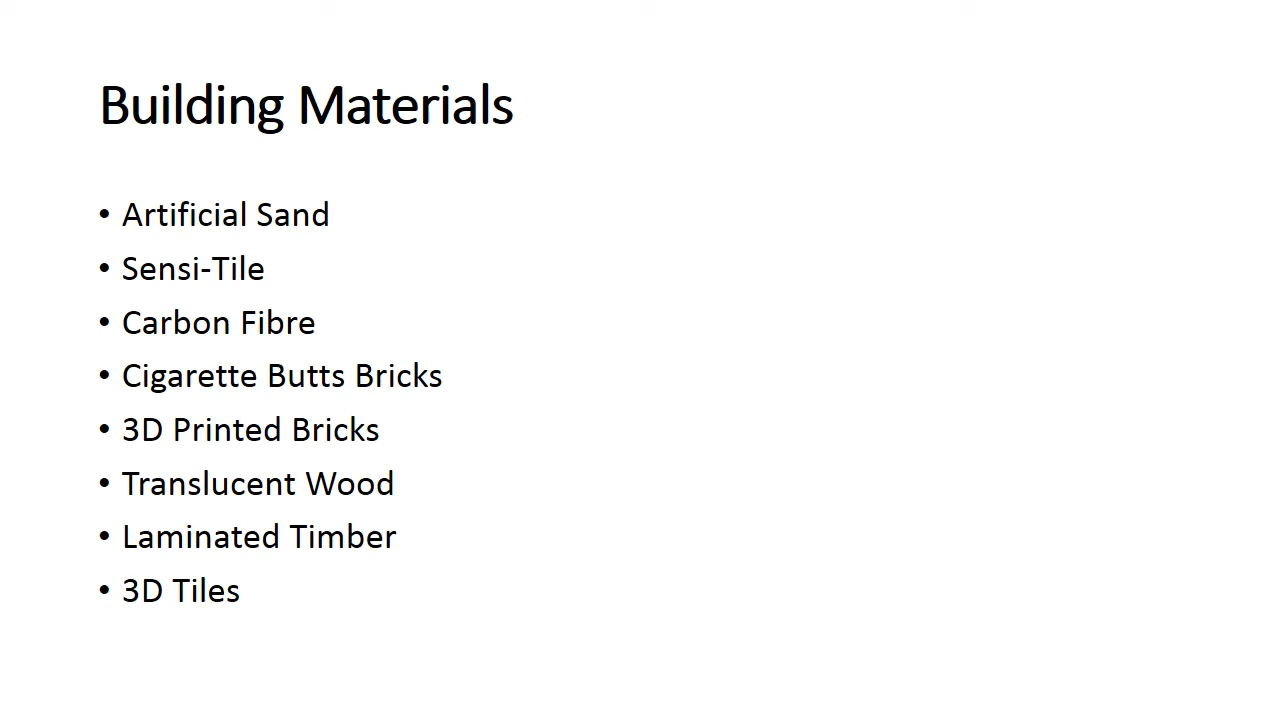 Building Materials
• Artificial Sand
• Sensi-Tile
• Carbon Fibre
• Cigarette Butts Bricks
• 3D Printed Bricks
• Translucent Wood
• Laminated Timber
• 3D Tiles